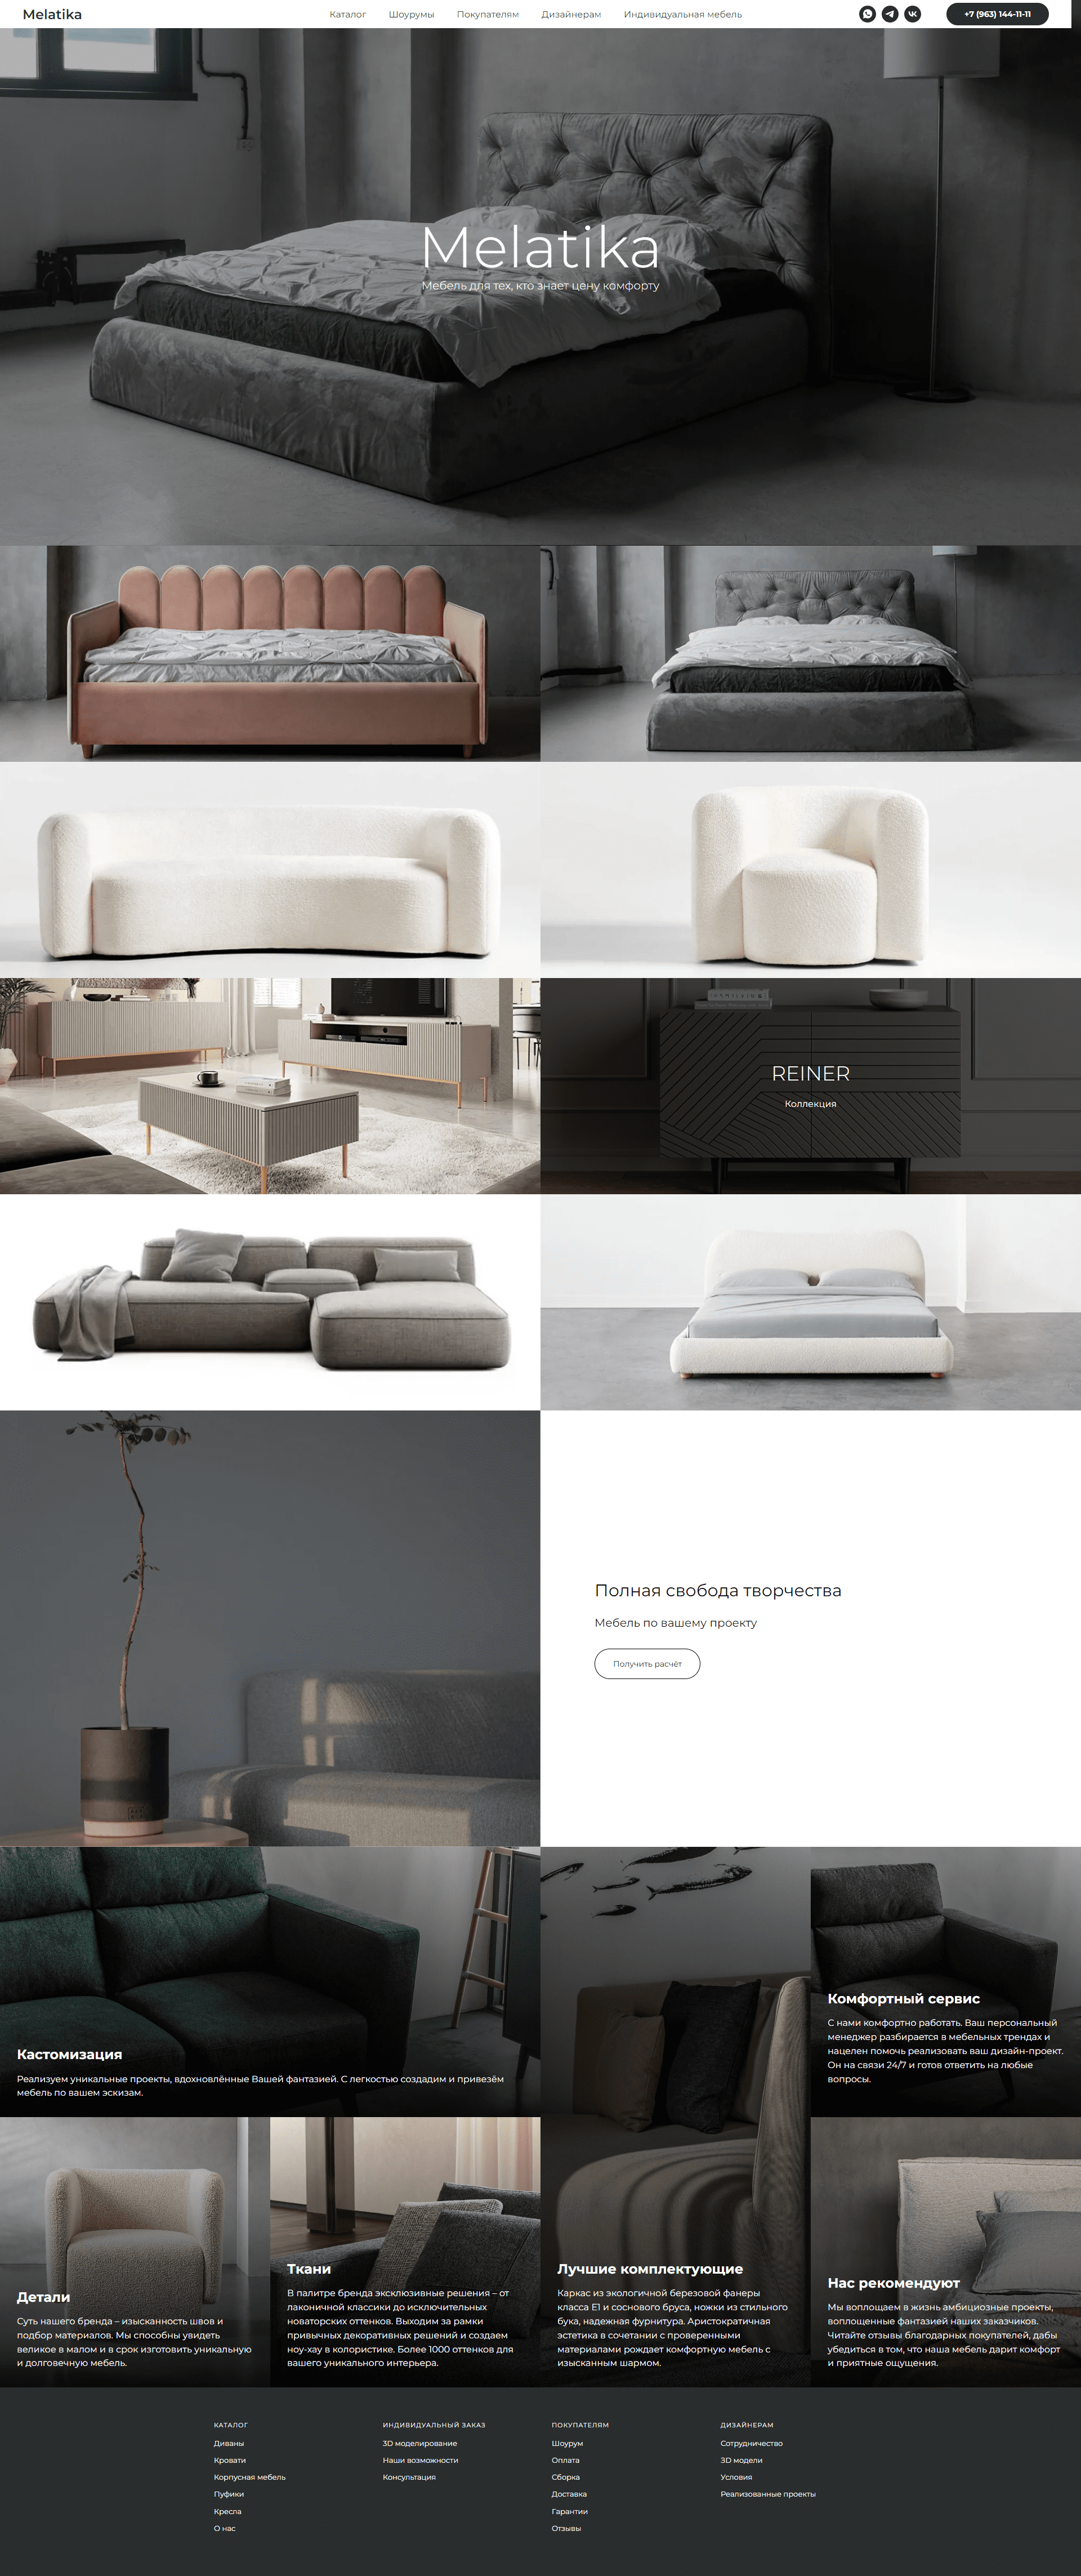 Melatika
Каталог
Шоурумы
Покупателям
Дизайнерам
Индивидуальная мебель
+7 (963) 144-11-11
Melatika
Мебель для тех, кто знает цену комфорту
REINER
Коллекция
Полная свобода творчества
Мебель по вашему проекту
Получить расчёт
Кастомизация
Реализуем уникальные проекты, вдохновлённые Вашей фантазией. С легкостью создадим и привезём
мебель по вашем эскизам.
Комфортный сервис
С нами комфортно работать. Ваш персональный
менеджер разбирается в мебельных трендах и
нацелен помочь реализовать ваш дизайн-проект.
Он на связи 24/7 и готов ответить на любые
вопросы.
Детали
Суть нашего бренда – изысканность швов и
подбор материалов. Мы способны увидеть
великое в малом и в срок изготовить уникальную
и долговечную мебель.
Ткани
В палитре бренда эксклюзивные решения – от
лаконичной классики до исключительных
новаторских оттенков. Выходим за рамки
привычных декоративных решений и создаем
ноу-хау в колористике. Более 1000 оттенков для
вашего уникального интерьера.
Лучшие комплектующие
Каркас из экологичной березовой фанеры
класса Е1 и соснового бруса, ножки из стильного
бука, надежная фурнитура. Аристократичная
эстетика в сочетании с проверенными
материалами рождает комфортную мебель с
изысканным шармом.
Нас рекомендуют
Мы воплощаем в жизнь амбициозные проекты,
воплощенные фантазией наших заказчиков.
Читайте отзывы благодарных покупателей, дабы
убедиться в том, что наша мебель дарит комфорт
и приятные ощущения.
КАТАЛОГ
Диваны
Кровати
Корпусная мебель
Пуфики
Кресла
О нас
ИНДИВИДУАЛЬНЫЙ ЗАКАЗ
3D моделирование
Наши возможности
Консультация
ПОКУПАТЕЛЯМ
Шоурум
Оплата
Сборка
Доставка
Гарантии
Отзывы
ДИЗАЙНЕРАМ
Сотрудничество
3D модели
Условия
Реализованные проекты